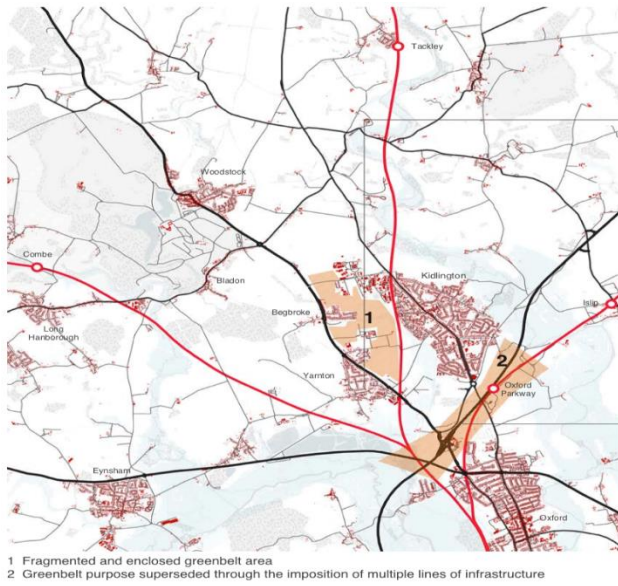 Tackley
Woodstock
Combe
Kidlington
Bladon
Islip
Begbroke
1
Long
Hanborough
2
Yarnton
Oxford
Parkway
Eynsham
Oxford
1 Fragmented and enclosed greenbelt area
2 Greenbelt purpose superseded through the imposition of multiple lines of infrastructure